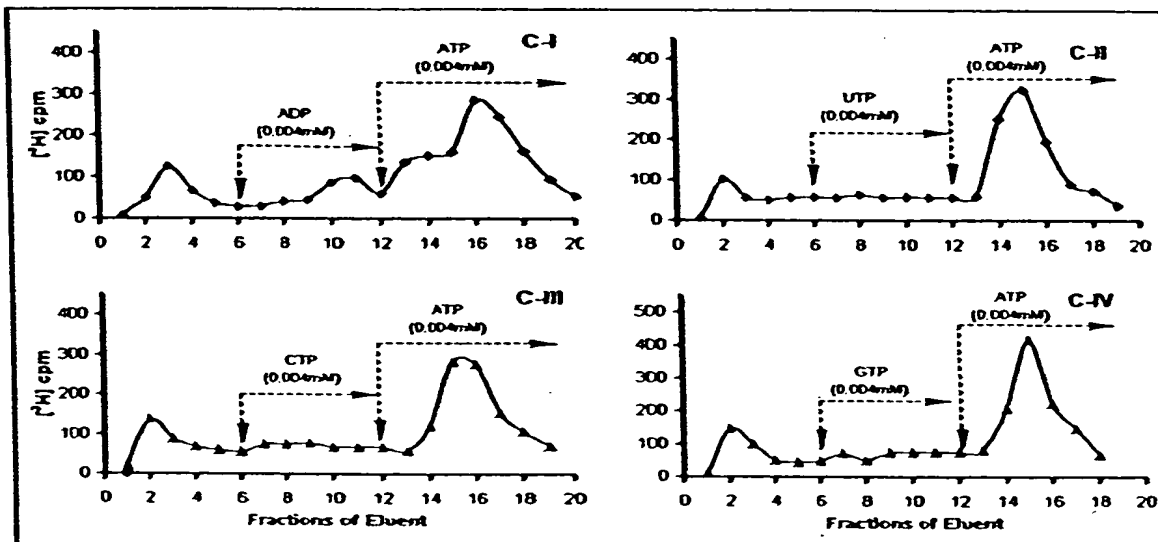 C-I
ATP
(0.004mM)
ADP
(0.004mM)
[³H] cpm
400
300
200
100
0
0 2 4 6 8 10 12 14 16 18 20
C-II
ATP
(0.004mM)
UTP
(0.004mM)
400
300
200
100
0
0 2 4 6 8 10 12 14 16 18 20
C-III
ATP
(0.004mM)
CTP
(0.004mM)
[³H] cpm
400
300
200
100
0
0 2 4 6 8 10 12 14 16 18 20
Fractions of Eluent
C-IV
ATP
(0.004mM)
GTP
(0.004mM)
500
400
300
200
100
0
0 2 4 6 8 10 12 14 16 18 20
Fractions of Eluent